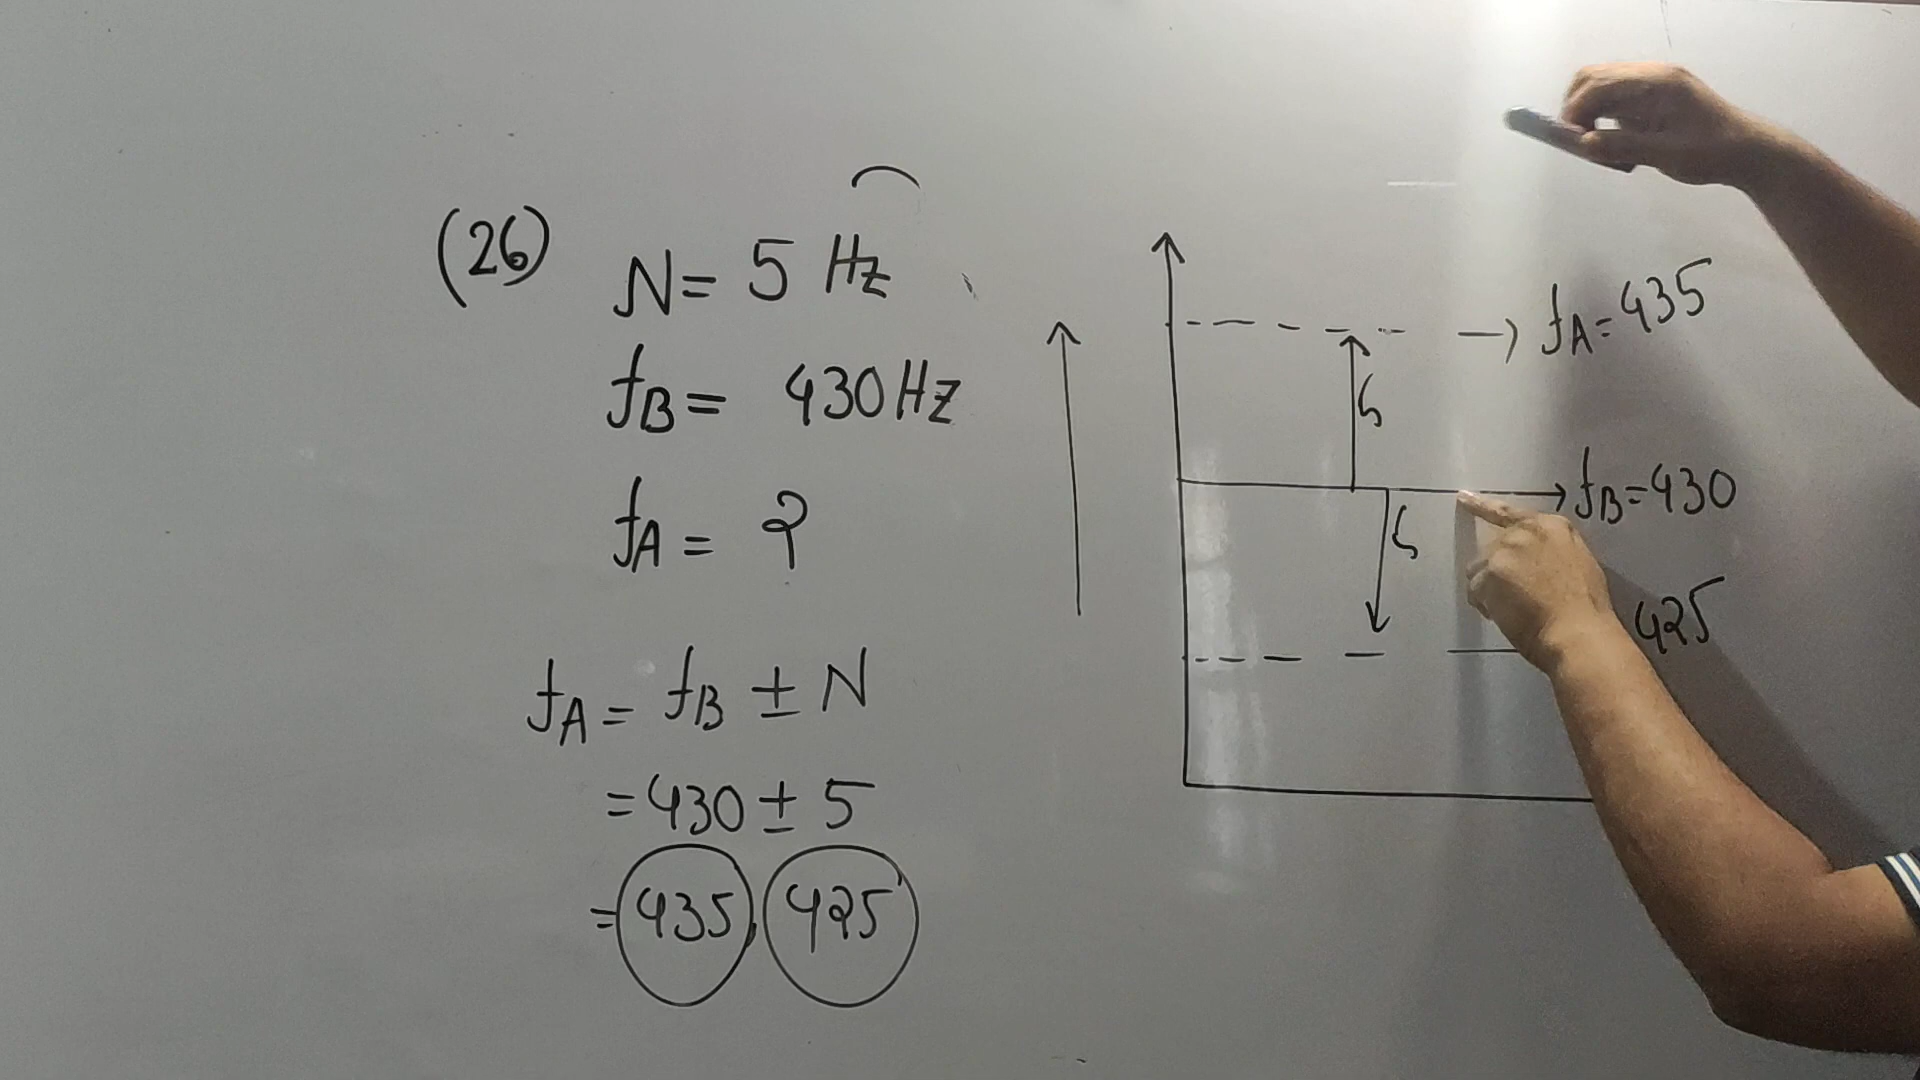 (26) N = 5 Hz
fB = 430 Hz
fA = ?
fA = fB ± N
= 430 ± 5
= 435, 425
→ fA = 435
5
fB = 430
5
425